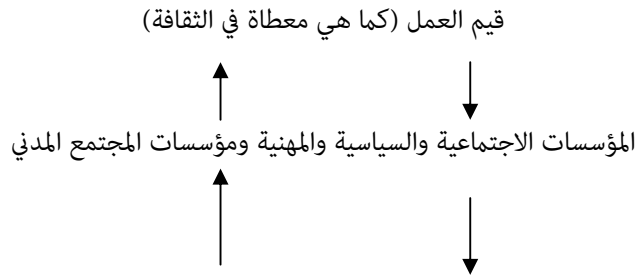 قيم العمل (كما هي معطاة في الثقافة)
المؤسسات الاجتماعية والسياسية والمهنية ومؤسسات المجتمع المدني